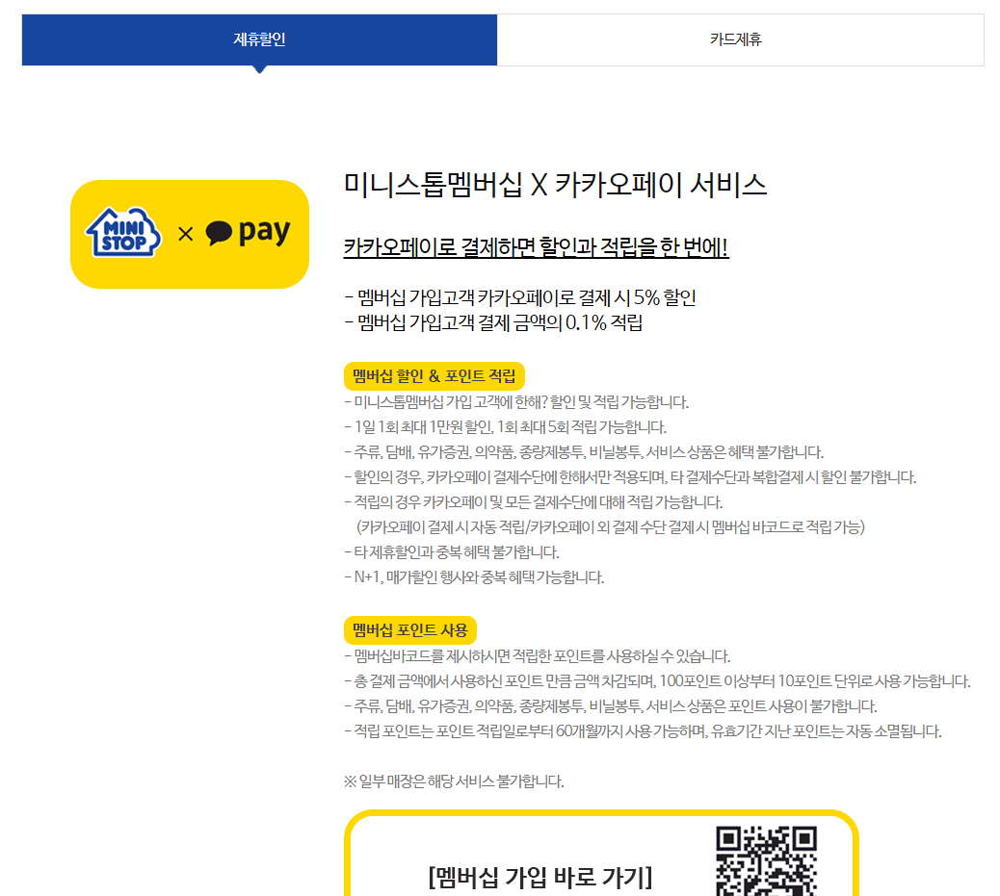 제휴할인
카드제휴
미니스톱멤버십 X 카카오페이 서비스
MINI
STOP
× pay
카카오페이로 결제하면 할인과 적립을 한 번에!
- 멤버십 가입고객 카카오페이로 결제 시 5% 할인
- 멤버십 가입고객 결제 금액의 0.1% 적립
멤버십 할인 & 포인트 적립
- 미니스톱멤버십 가입 고객에 한해? 할인 및 적립 가능합니다.
- 1일 1회 최대 1만원 할인, 1회 최대 5회 적립 가능합니다.
- 주류, 담배, 유가증권, 의약품, 종량제봉투, 비닐봉투, 서비스 상품은 혜택 불가합니다.
- 할인의 경우, 카카오페이 결제수단에 한해서만 적용되며, 타 결제수단과 복합결제 시 할인 불가합니다.
- 적립의 경우 카카오페이 및 모든 결제수단에 대해 적립 가능합니다.
(카카오페이 결제 시 자동 적립/카카오페이 외 결제 수단 결제 시 멤버십 바코드로 적립 가능)
- 타 제휴할인과 중복 혜택 불가합니다.
- N+1, 매가할인 행사와 중복 혜택 가능합니다.
멤버십 포인트 사용
- 멤버십바코드를 제시하시면 적립한 포인트를 사용하실 수 있습니다.
- 총 결제 금액에서 사용하신 포인트 만큼 금액 차감되며, 100포인트 이상부터 10포인트 단위로 사용 가능합니다.
- 주류, 담배, 유가증권, 의약품, 종량제봉투, 비닐봉투, 서비스 상품은 포인트 사용이 불가합니다.
- 적립 포인트는 포인트 적립일로부터 60개월까지 사용 가능하며, 유효기간 지난 포인트는 자동 소멸됩니다.
※ 일부 매장은 해당 서비스 불가합니다.
[멤버십 가입 바로 가기]